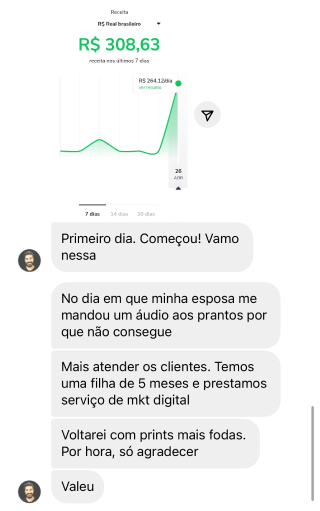 Receita
R$ Real brasileiro
R$ 308,63
receita nos últimos 7 dias
R$ 264,12/dia
ver resumo
26
ABR
7 dias 14 dias 30 dias
Primeiro dia. Começou! Vamo
nessa
No dia em que minha esposa me
mandou um áudio aos prantos por
que não consegue
Mais atender os clientes. Temos
uma filha de 5 meses e prestamos
serviço de mkt digital
Voltarei com prints mais fodas.
Por hora, só agradecer
Valeu